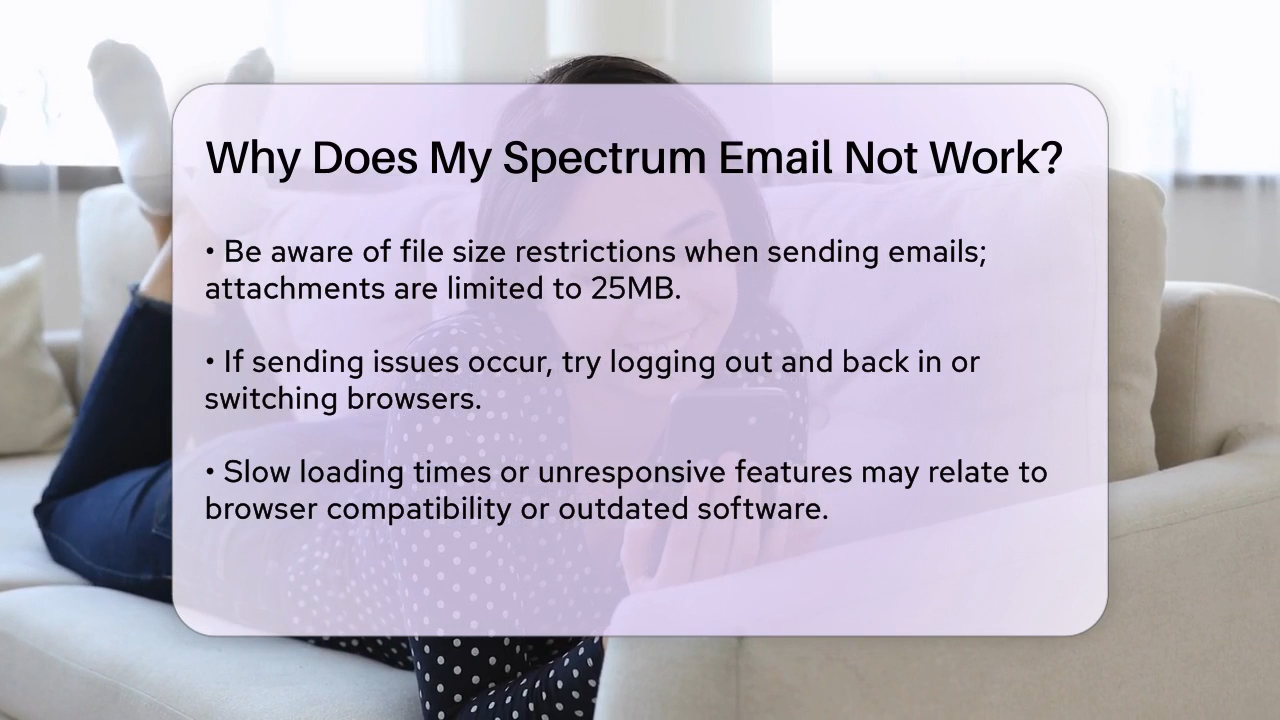 Why Does My Spectrum Email Not Work?
• Be aware of file size restrictions when sending emails;
attachments are limited to 25MB.
• If sending issues occur, try logging out and back in or
switching browsers.
• Slow loading times or unresponsive features may relate to
browser compatibility or outdated software.